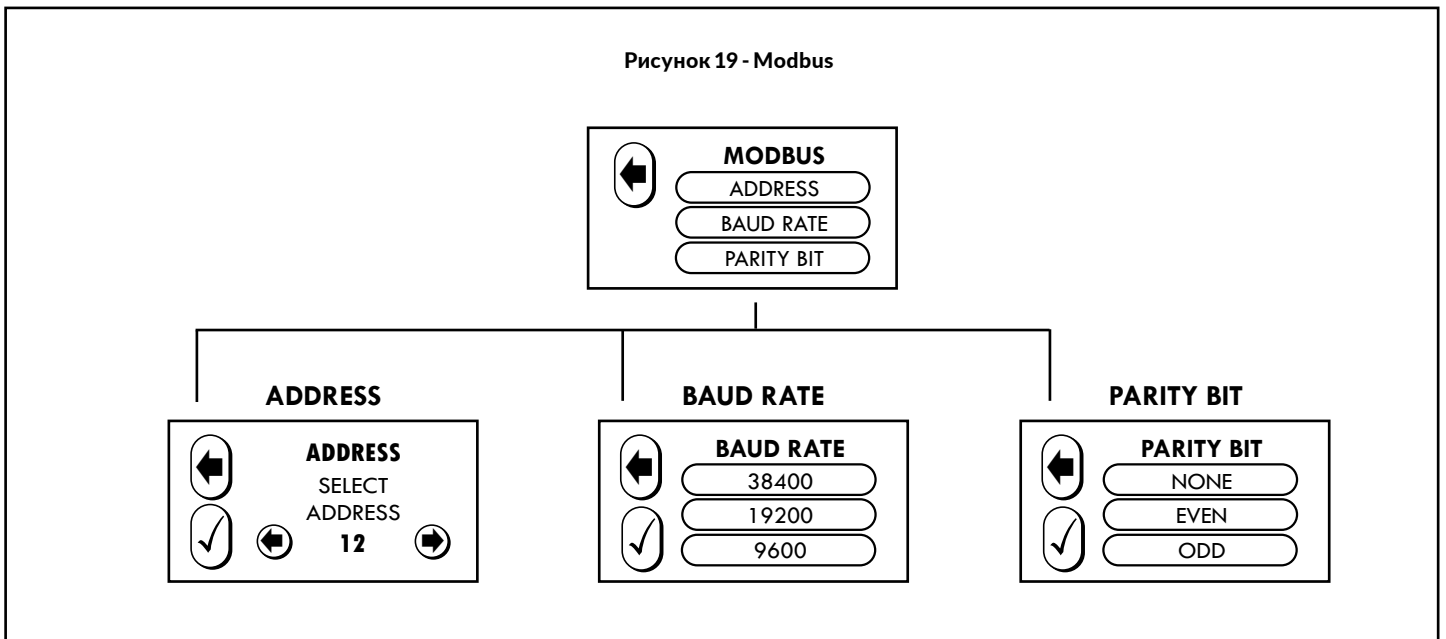 Рисунок 19 - Modbus
MODBUS
ADDRESS
BAUD RATE
PARITY BIT
ADDRESS
ADDRESS
SELECT
ADDRESS
12
BAUD RATE
BAUD RATE
38400
19200
9600
PARITY BIT
PARITY BIT
NONE
EVEN
ODD